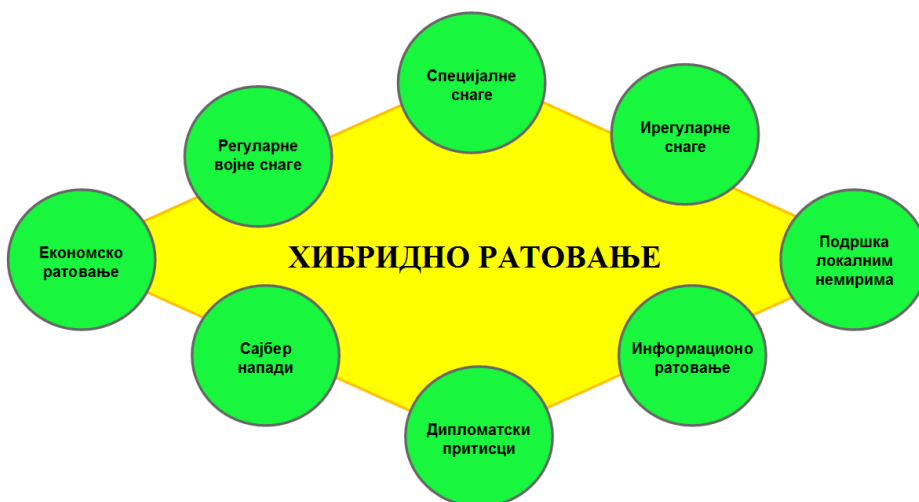 Специјалне
снаге
Ирегуларне
снаге
Регуларне
војне снаге
ХИБРИДНО РАТОВАЊЕ
Економско
ратовање
Подршка
локалним
немирима
Сајбер
напади
Информационо
ратовање
Дипломатски
притисци